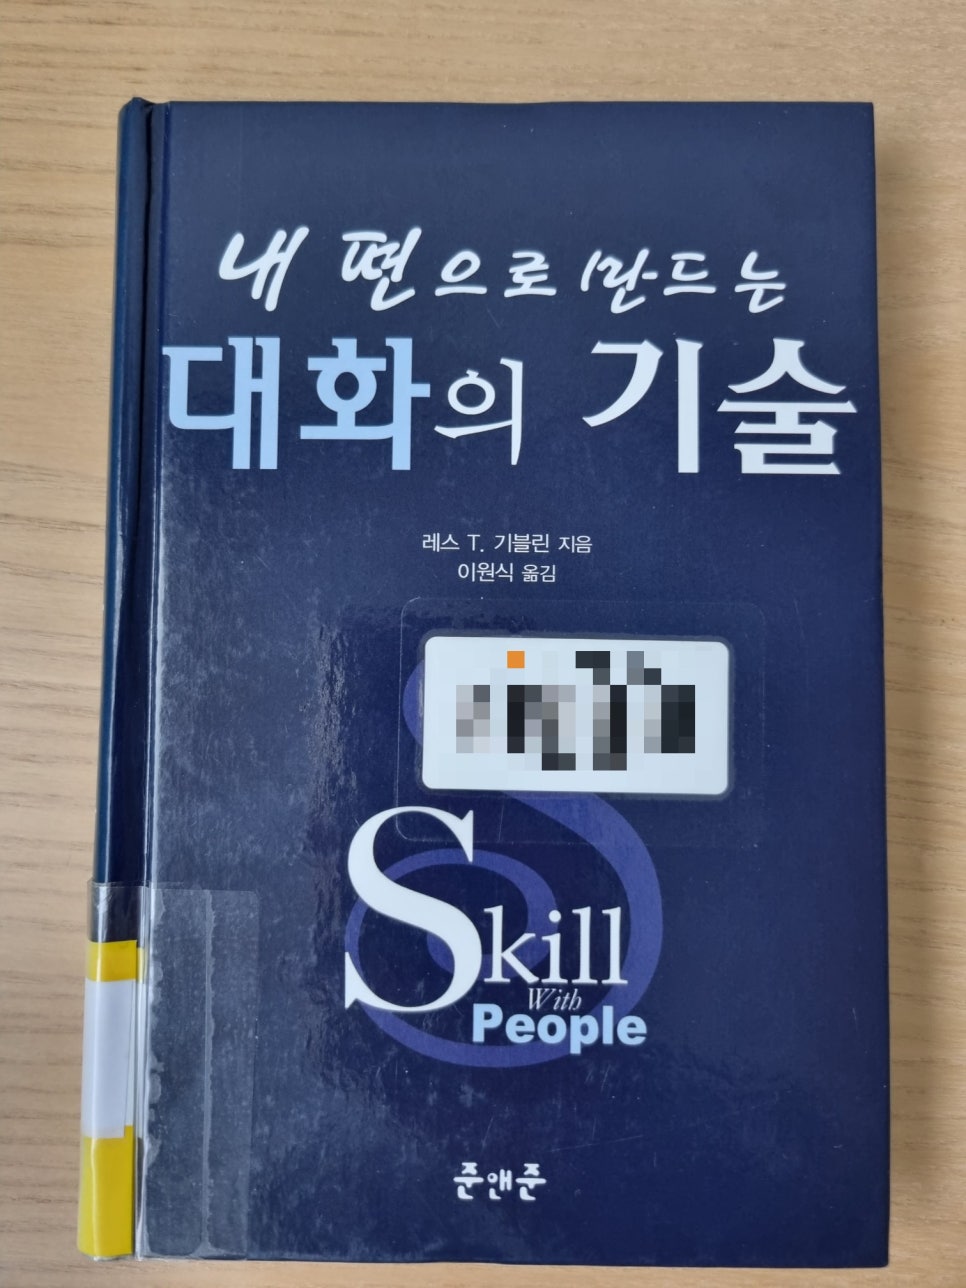 내 편으로 만드는
대화의 기술
레스 T. 기블린 지음
이원식 옮김
Skill
With
People
준앤준